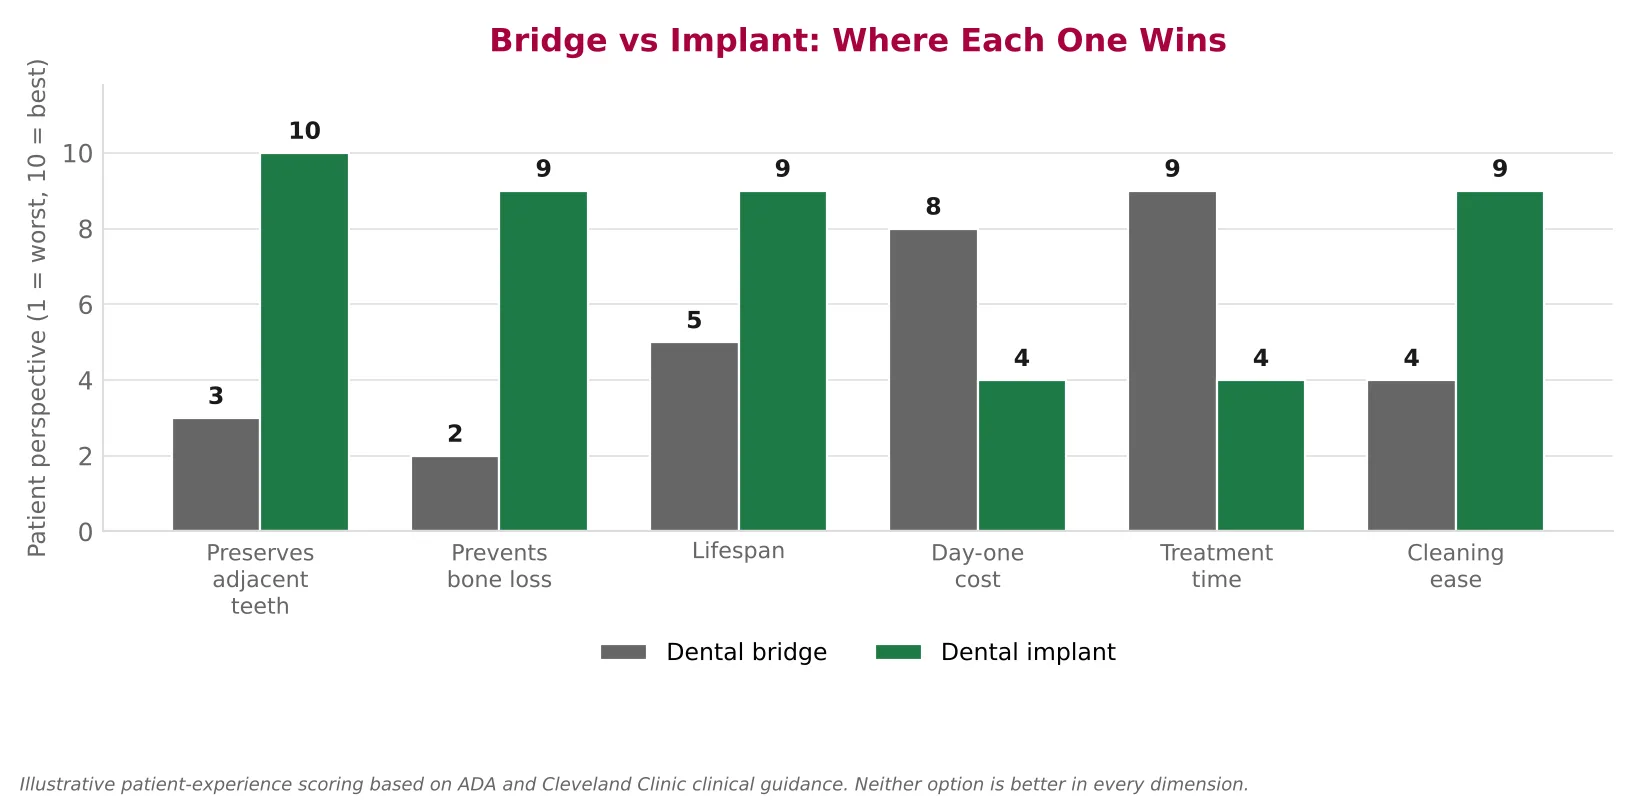 Bridge vs Implant: Where Each One Wins
Patient perspective (1 = worst, 10 = best)
10
8
6
4
2
0
3
10
2
9
5
9
8
4
9
4
4
9
Preserves
adjacent
teeth
Prevents
bone loss
Lifespan
Day-one
cost
Treatment
time
Cleaning
ease
Dental bridge
Dental implant
Illustrative patient-experience scoring based on ADA and Cleveland Clinic clinical guidance. Neither option is better in every dimension.